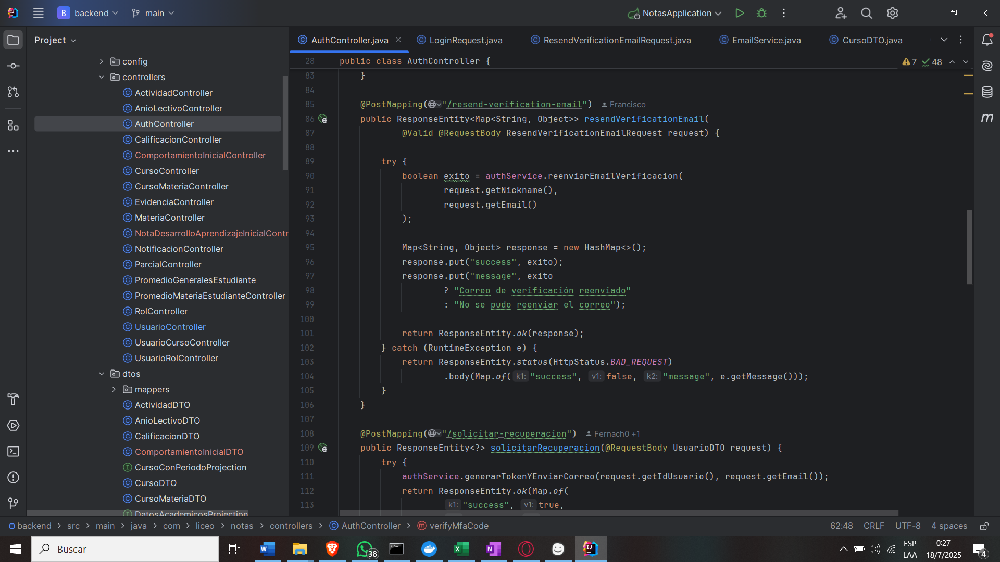 B backend main NotasApplication
Project
AuthController.java LoginRequest.java ResendVerificationEmailRequest.java EmailService.java CursoDTO.java
config
controllers
ActividadController
AnioLectivoController
AuthController
CalificacionController
ComportamientoInicialController
CursoController
CursoMateriaController
EvidenciaController
MateriaController
NotaDesarrolloAprendizajeInicialContr
NotificacionController
ParcialController
PromedioGeneralesEstudiante
PromedioMateriaEstudianteController
RolController
UsuarioController
UsuarioCursoController
UsuarioRolController
dtos
mappers
ActividadDTO
AnioLectivoDTO
CalificacionDTO
ComportamientoInicialDTO
CursoConPeriodoProjection
CursoDTO
CursoMateriaDTO
DatosAcademicosProjection
28 public class AuthController { 7 48
83 }
84
85 @PostMapping("/resend-verification-email") Francisco
86 public ResponseEntity<Map<String, Object>> resendVerificationEmail(
87 @Valid @RequestBody ResendVerificationEmailRequest request) {
88
89 try {
90 boolean exito = authService.reenviarEmailVerificacion(
91 request.getNickname(),
92 request.getEmail()
93 );
94
95 Map<String, Object> response = new HashMap<>();
96 response.put("success", exito);
97 response.put("message", exito
98 ? "Correo de verificación reenviado"
99 : "No se pudo reenviar el correo");
100
101 return ResponseEntity.ok(response);
102 } catch (RuntimeException e) {
103 return ResponseEntity.status(HttpStatus.BAD_REQUEST)
104 .body(Map.of( k1: "success", v1: false, k2: "message", e.getMessage()));
105 }
106 }
107
108 @PostMapping("/solicitar-recuperacion") Fernach0 +1
109 public ResponseEntity<?> solicitarRecuperacion(@RequestBody UsuarioDTO request) {
110 try {
111 authService.generarTokenYEnviarCorreo(request.getIdUsuario(), request.getEmail());
112 return ResponseEntity.ok(Map.of(
113 k1: "success", v1: true,
backend > src > main > java > com > liceo > notas > controllers > AuthController > verifyMfaCode 62:48 CRLF UTF-8 4 spaces
Buscar 38 ESP LAA 0:27 18/7/2025 4